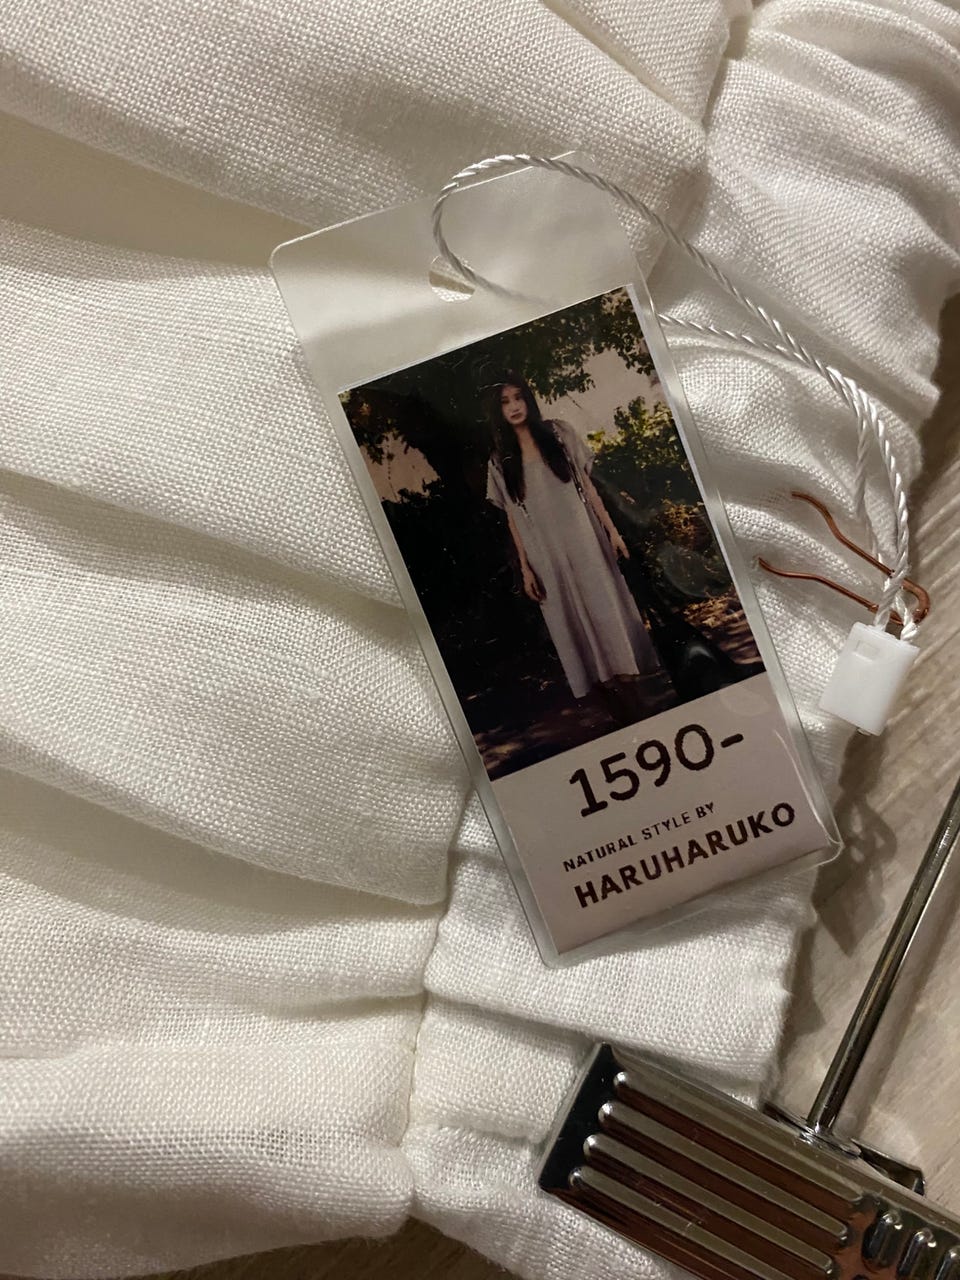 1590-
NATURAL STYLE BY
HARUHARUKO